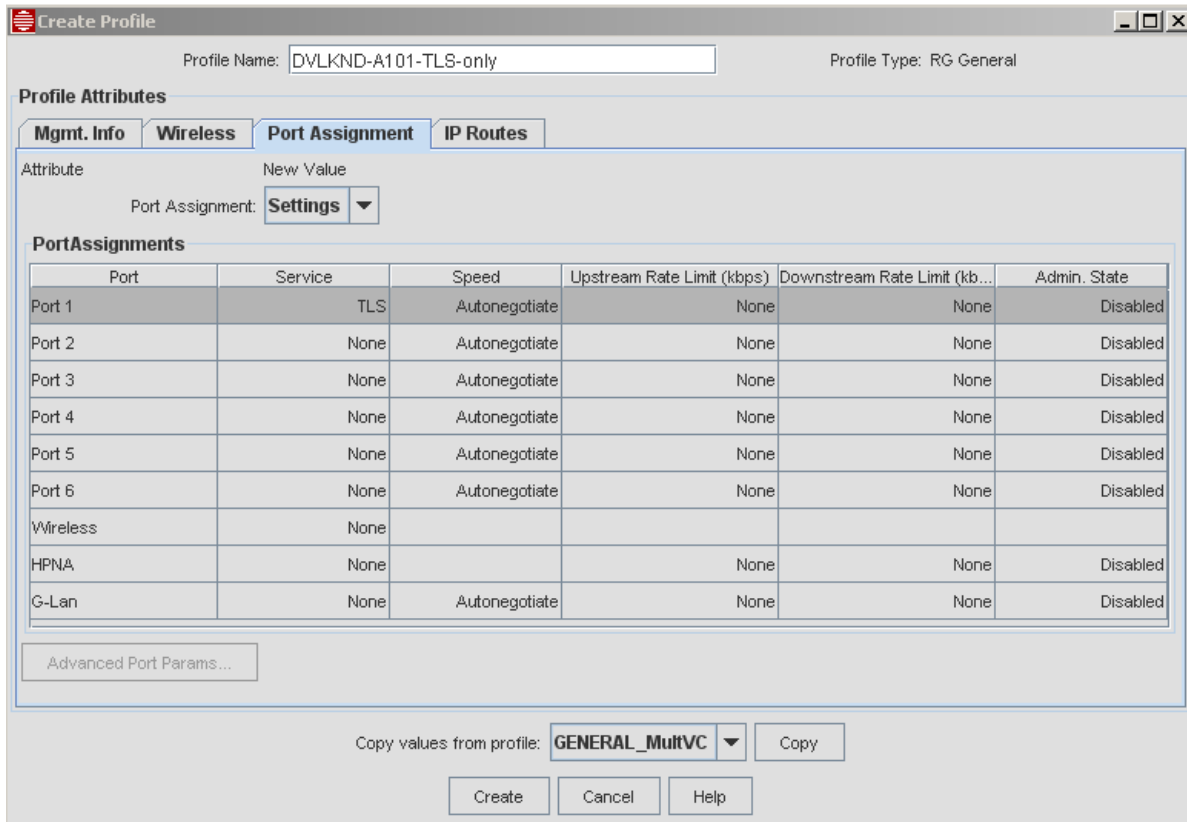 Create Profile
Profile Name: DVLKND-A101-TLS-only Profile Type: RG General
Profile Attributes
Mgmt. Info Wireless Port Assignment IP Routes
Attribute New Value
Port Assignment: Settings
PortAssignments
Port Service Speed Upstream Rate Limit (kbps) Downstream Rate Limit (kb... Admin. State
Port 1 TLS Autonegotiate None None Disabled
Port 2 None Autonegotiate None None Disabled
Port 3 None Autonegotiate None None Disabled
Port 4 None Autonegotiate None None Disabled
Port 5 None Autonegotiate None None Disabled
Port 6 None Autonegotiate None None Disabled
Wireless None
HPNA None None None Disabled
G-Lan None Autonegotiate None None Disabled
Advanced Port Params...
Copy values from profile: GENERAL_MultVC Copy
Create Cancel Help